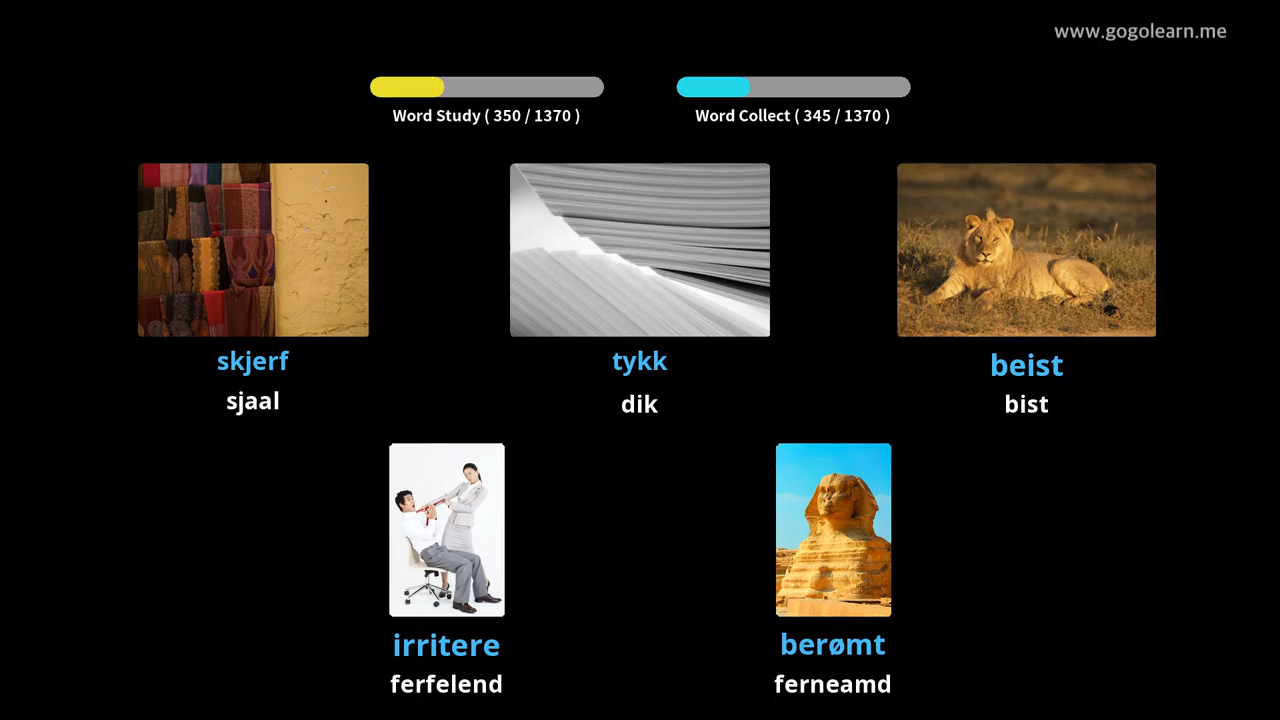 www.gogolearn.me
Word Study ( 350 / 1370 )
Word Collect ( 345 / 1370 )
skjerf
tykk
beist
sjaal
dik
bist
irritere
berømt
ferfelend
ferneamd